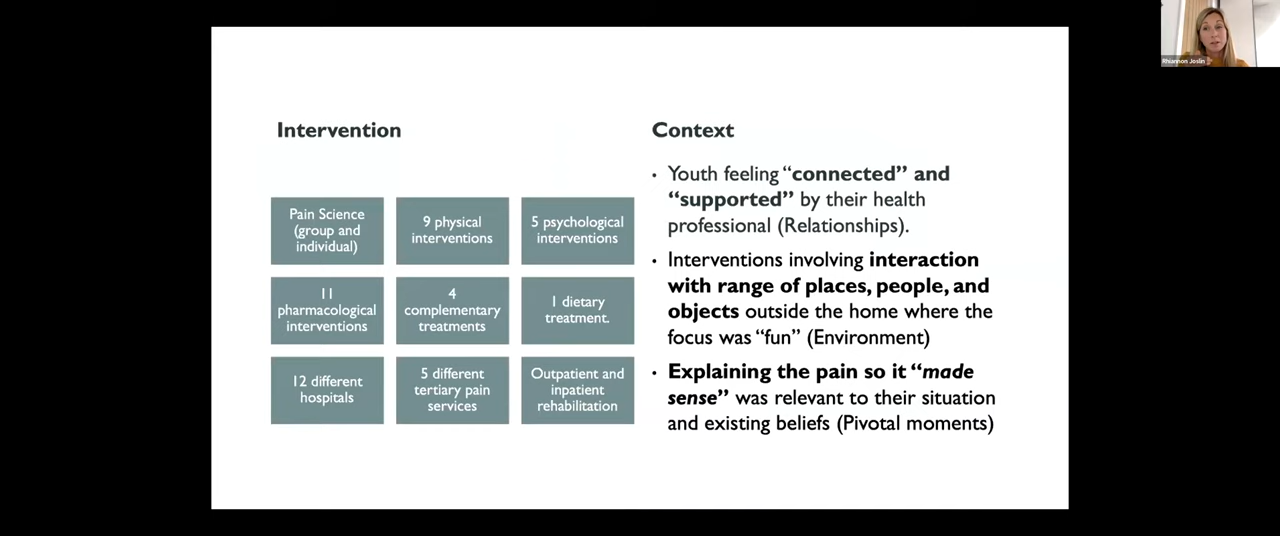 Intervention
Pain Science
(group and
individual)
9 physical
interventions
5 psychological
interventions
11
pharmacological
interventions
4
complementary
treatments
1 dietary
treatment.
12 different
hospitals
5 different
tertiary pain
services
Outpatient and
inpatient
rehabilitation
Context
• Youth feeling “connected” and
“supported” by their health
professional (Relationships).
• Interventions involving interaction
with range of places, people, and
objects outside the home where the
focus was “fun” (Environment)
• Explaining the pain so it “made
sense” was relevant to their situation
and existing beliefs (Pivotal moments)
Rhiannon Joslin